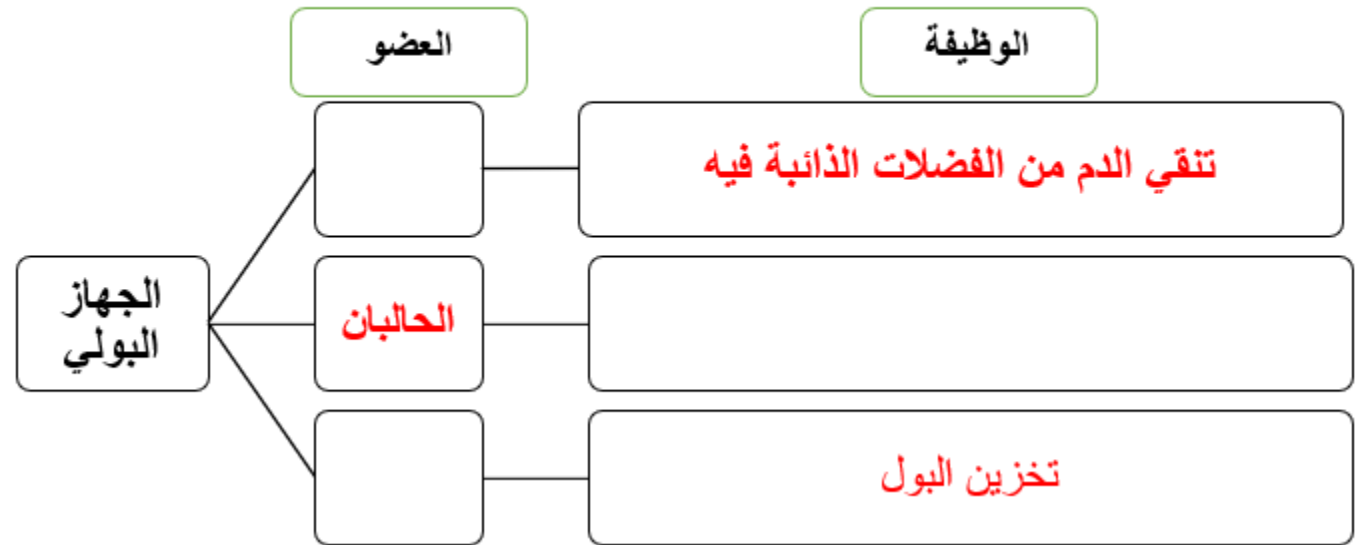 الوظيفة
العضو
تنقي الدم من الفضلات الذائبة فيه
الحالبان
الجهاز
البولي
تخزين البول